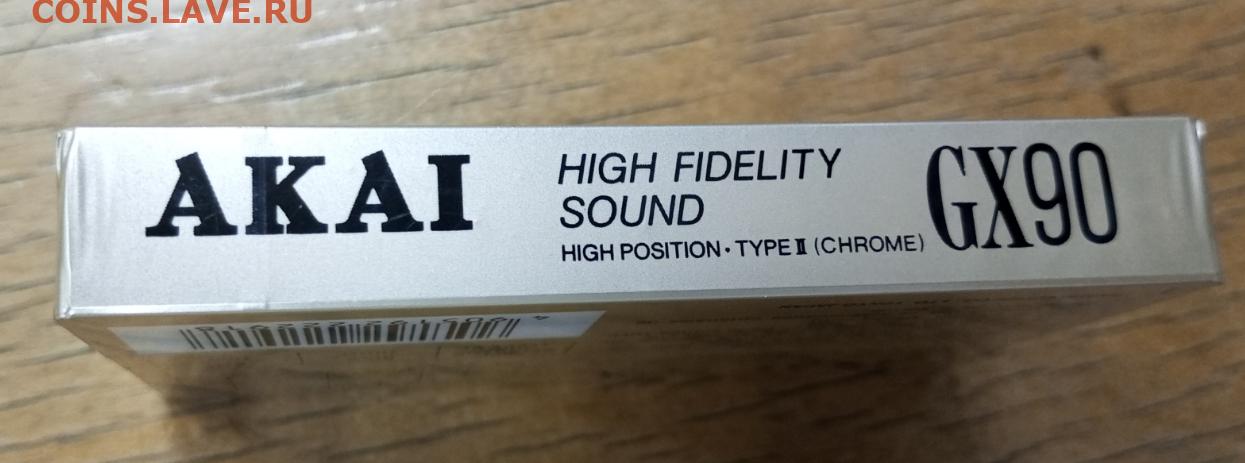 COINS.LAVE.RU
AKAI
HIGH FIDELITY
SOUND
HIGH POSITION · TYPE II (CHROME)
GX90